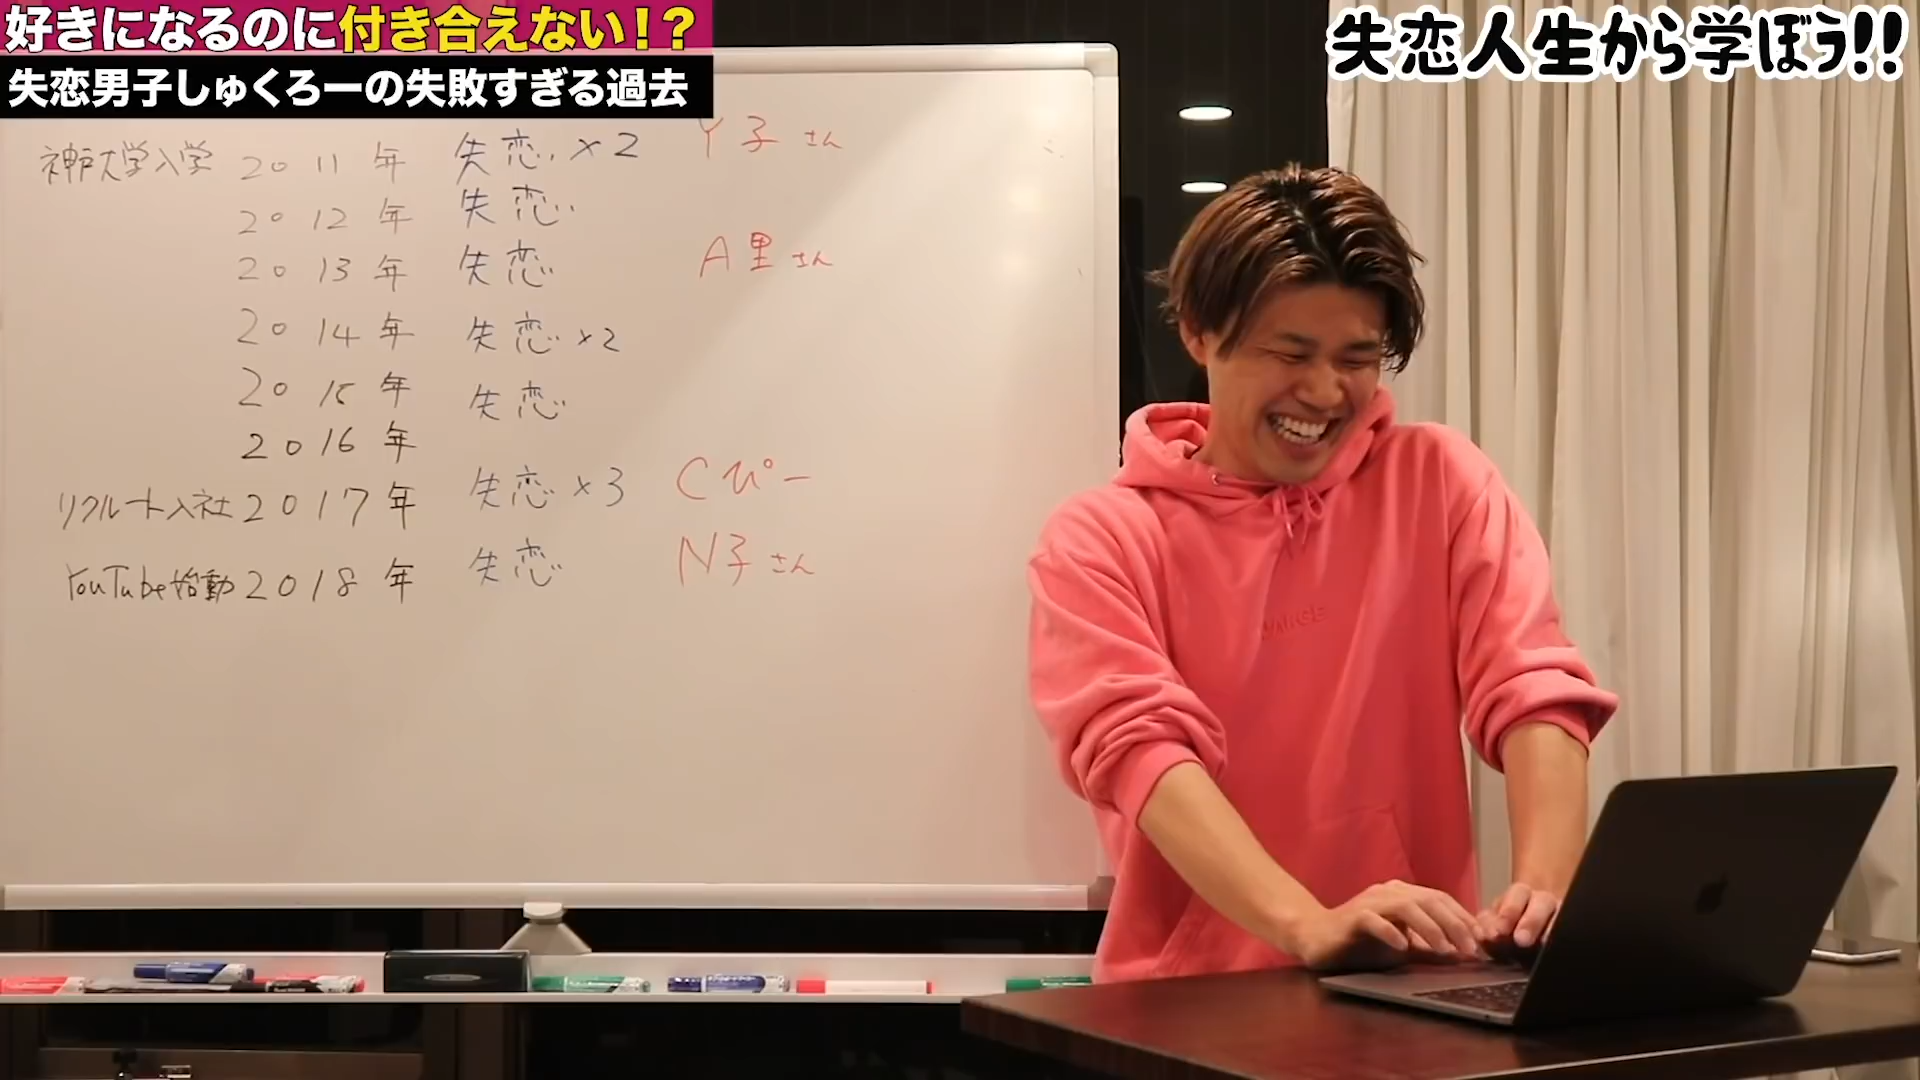 好きになるのに付き合えない!?
失恋男子しゅくろーの失敗すぎる過去
失恋人生から学ぼう!!
神戸大学入学 2011年 失恋×2 Y子さん
2012年 失恋
2013年 失恋 A里さん
2014年 失恋×2
2015年 失恋
2016年
リクルート入社 2017年 失恋×3 Cぴー
YouTube始動 2018年 失恋 N子さん